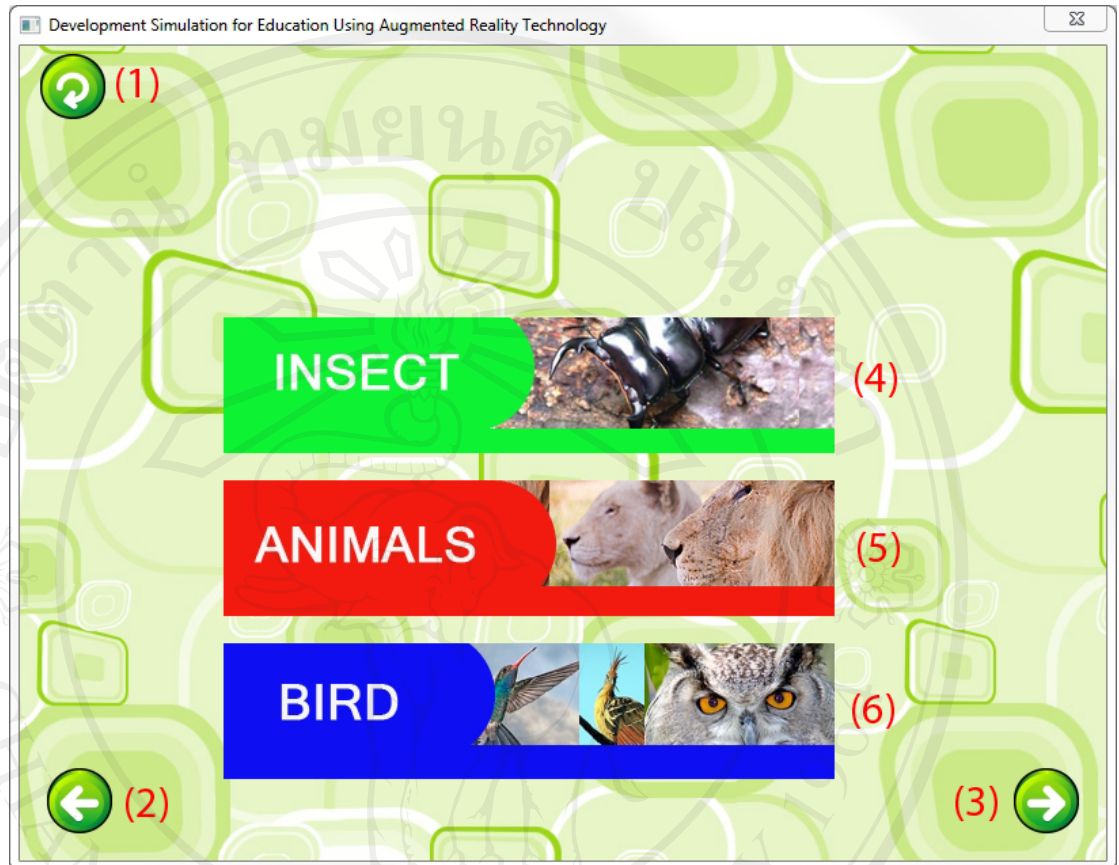 Development Simulation for Education Using Augmented Reality Technology
(1)
INSECT
(4)
ANIMALS
(5)
BIRD
(6)
(2)
(3)